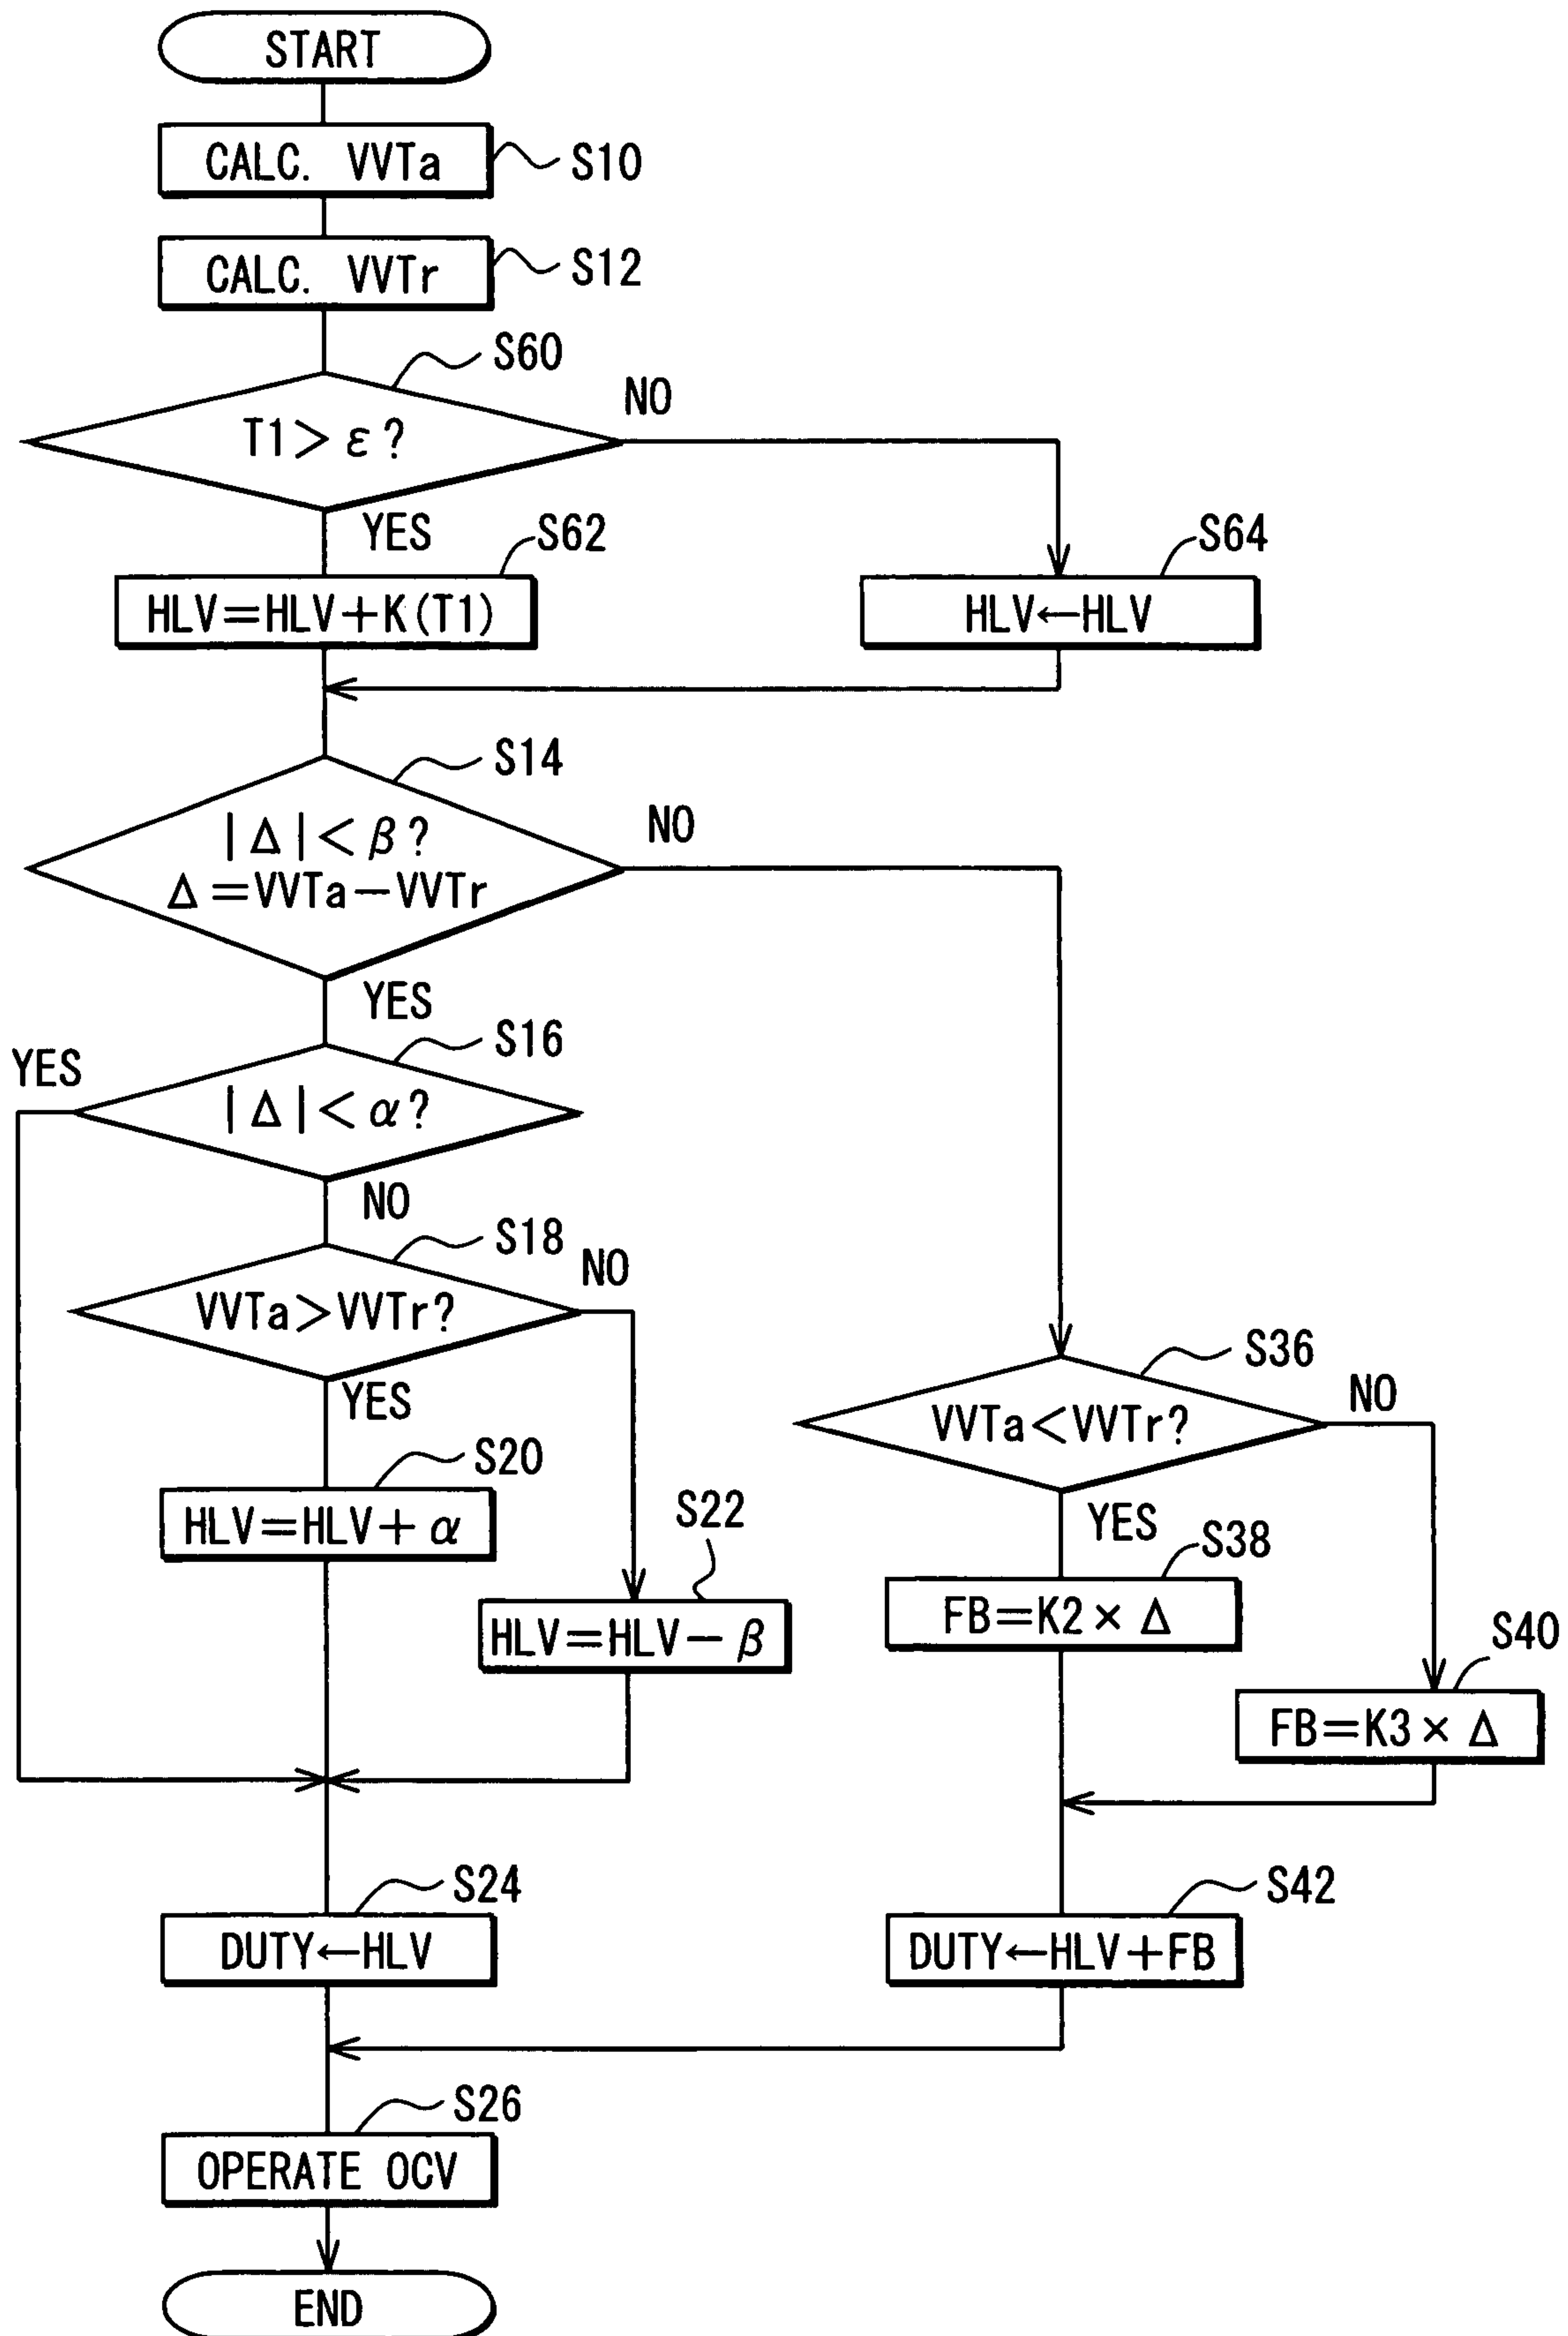 START
CALC. VVTa
S10
CALC. VVTr
S12
S60
T1> ε?
NO
YES
S62
HLV=HLV+K(T1)
S64
HLV←HLV
S14
|Δ|<β?
Δ=VVTa−VVTr
NO
YES
S16
YES
|Δ|<α?
NO
S18
VVTa>VVTr?
NO
YES
S20
HLV=HLV+α
S22
HLV=HLV−β
S36
VVTa<VVTr?
NO
YES
S38
FB=K2×Δ
S40
FB=K3×Δ
S24
DUTY←HLV
S42
DUTY←HLV+FB
S26
OPERATE OCV
END